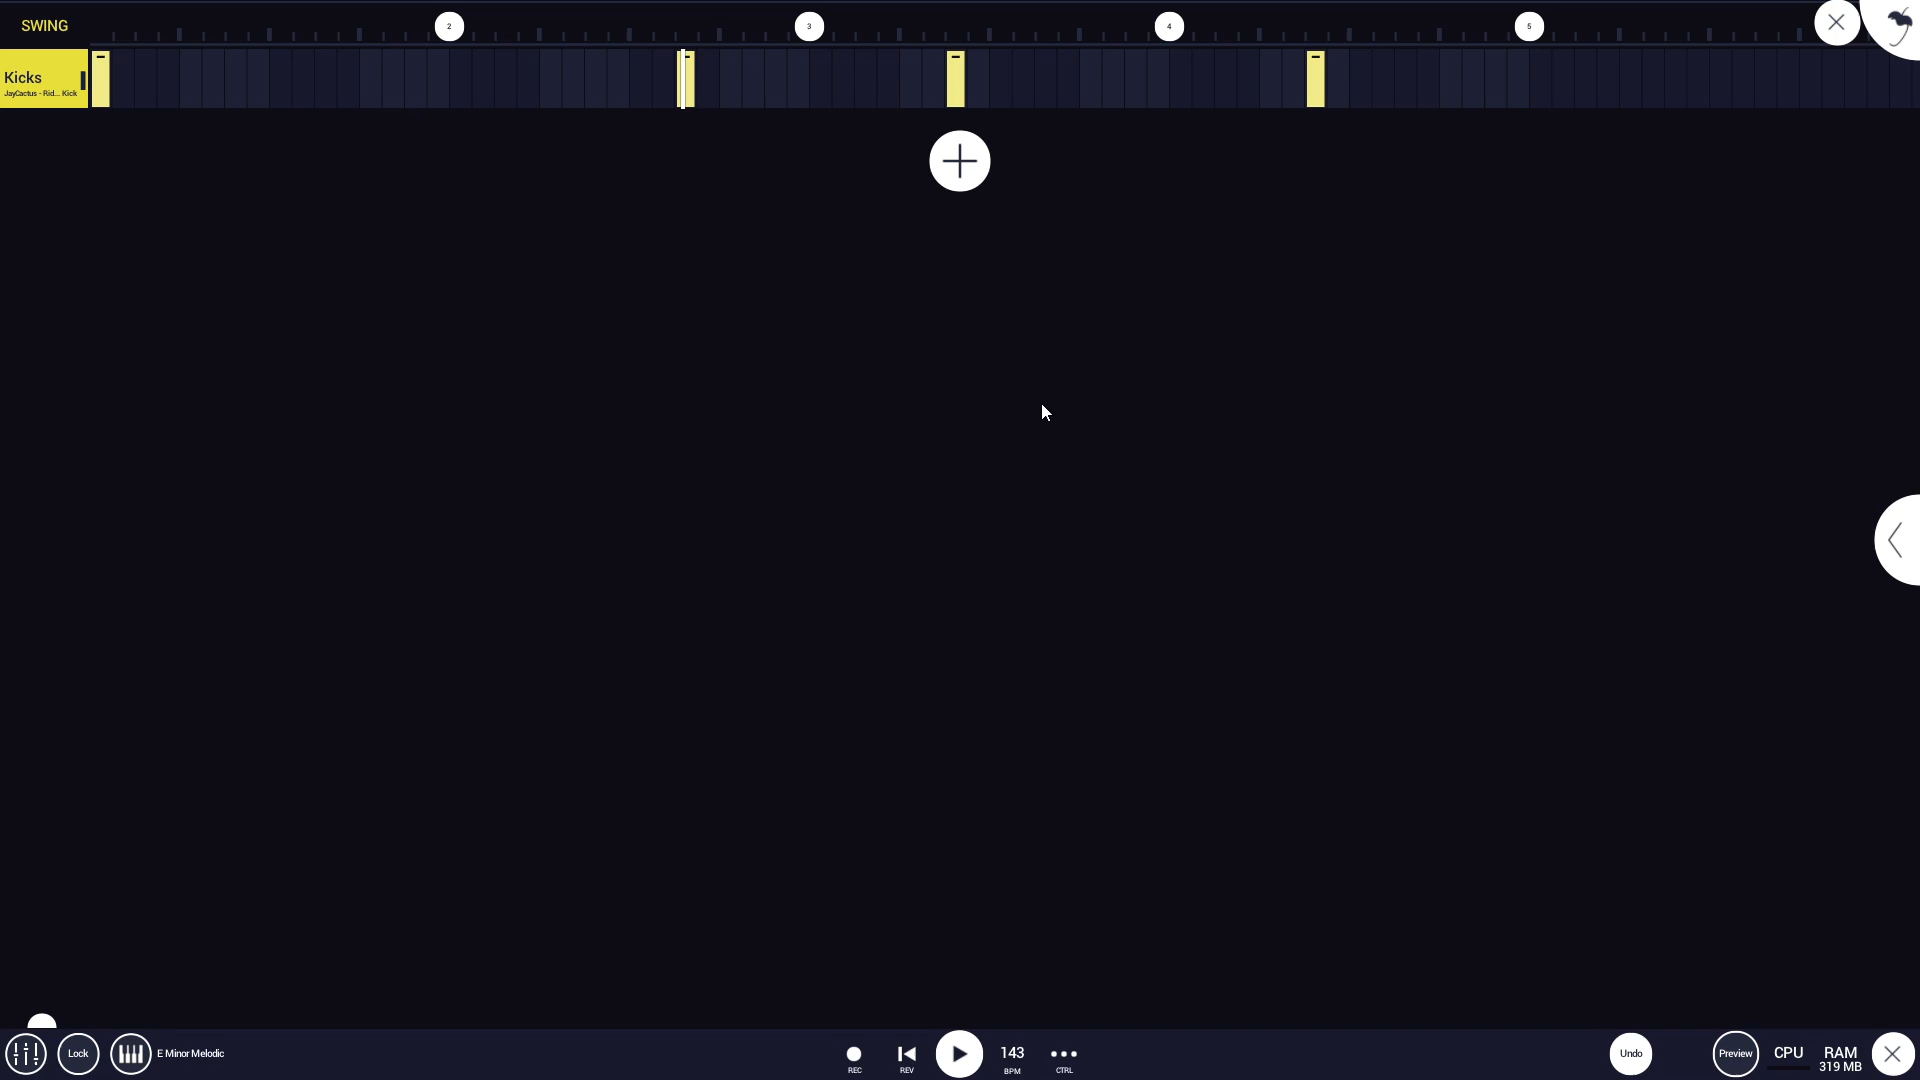 SWING
2
3
4
5
Kicks
JayCactus - Rid... Kick
Lock
E Minor Melodic
REC
REV
143
BPM
CTRL
Undo
Preview
CPU
RAM
319 MB